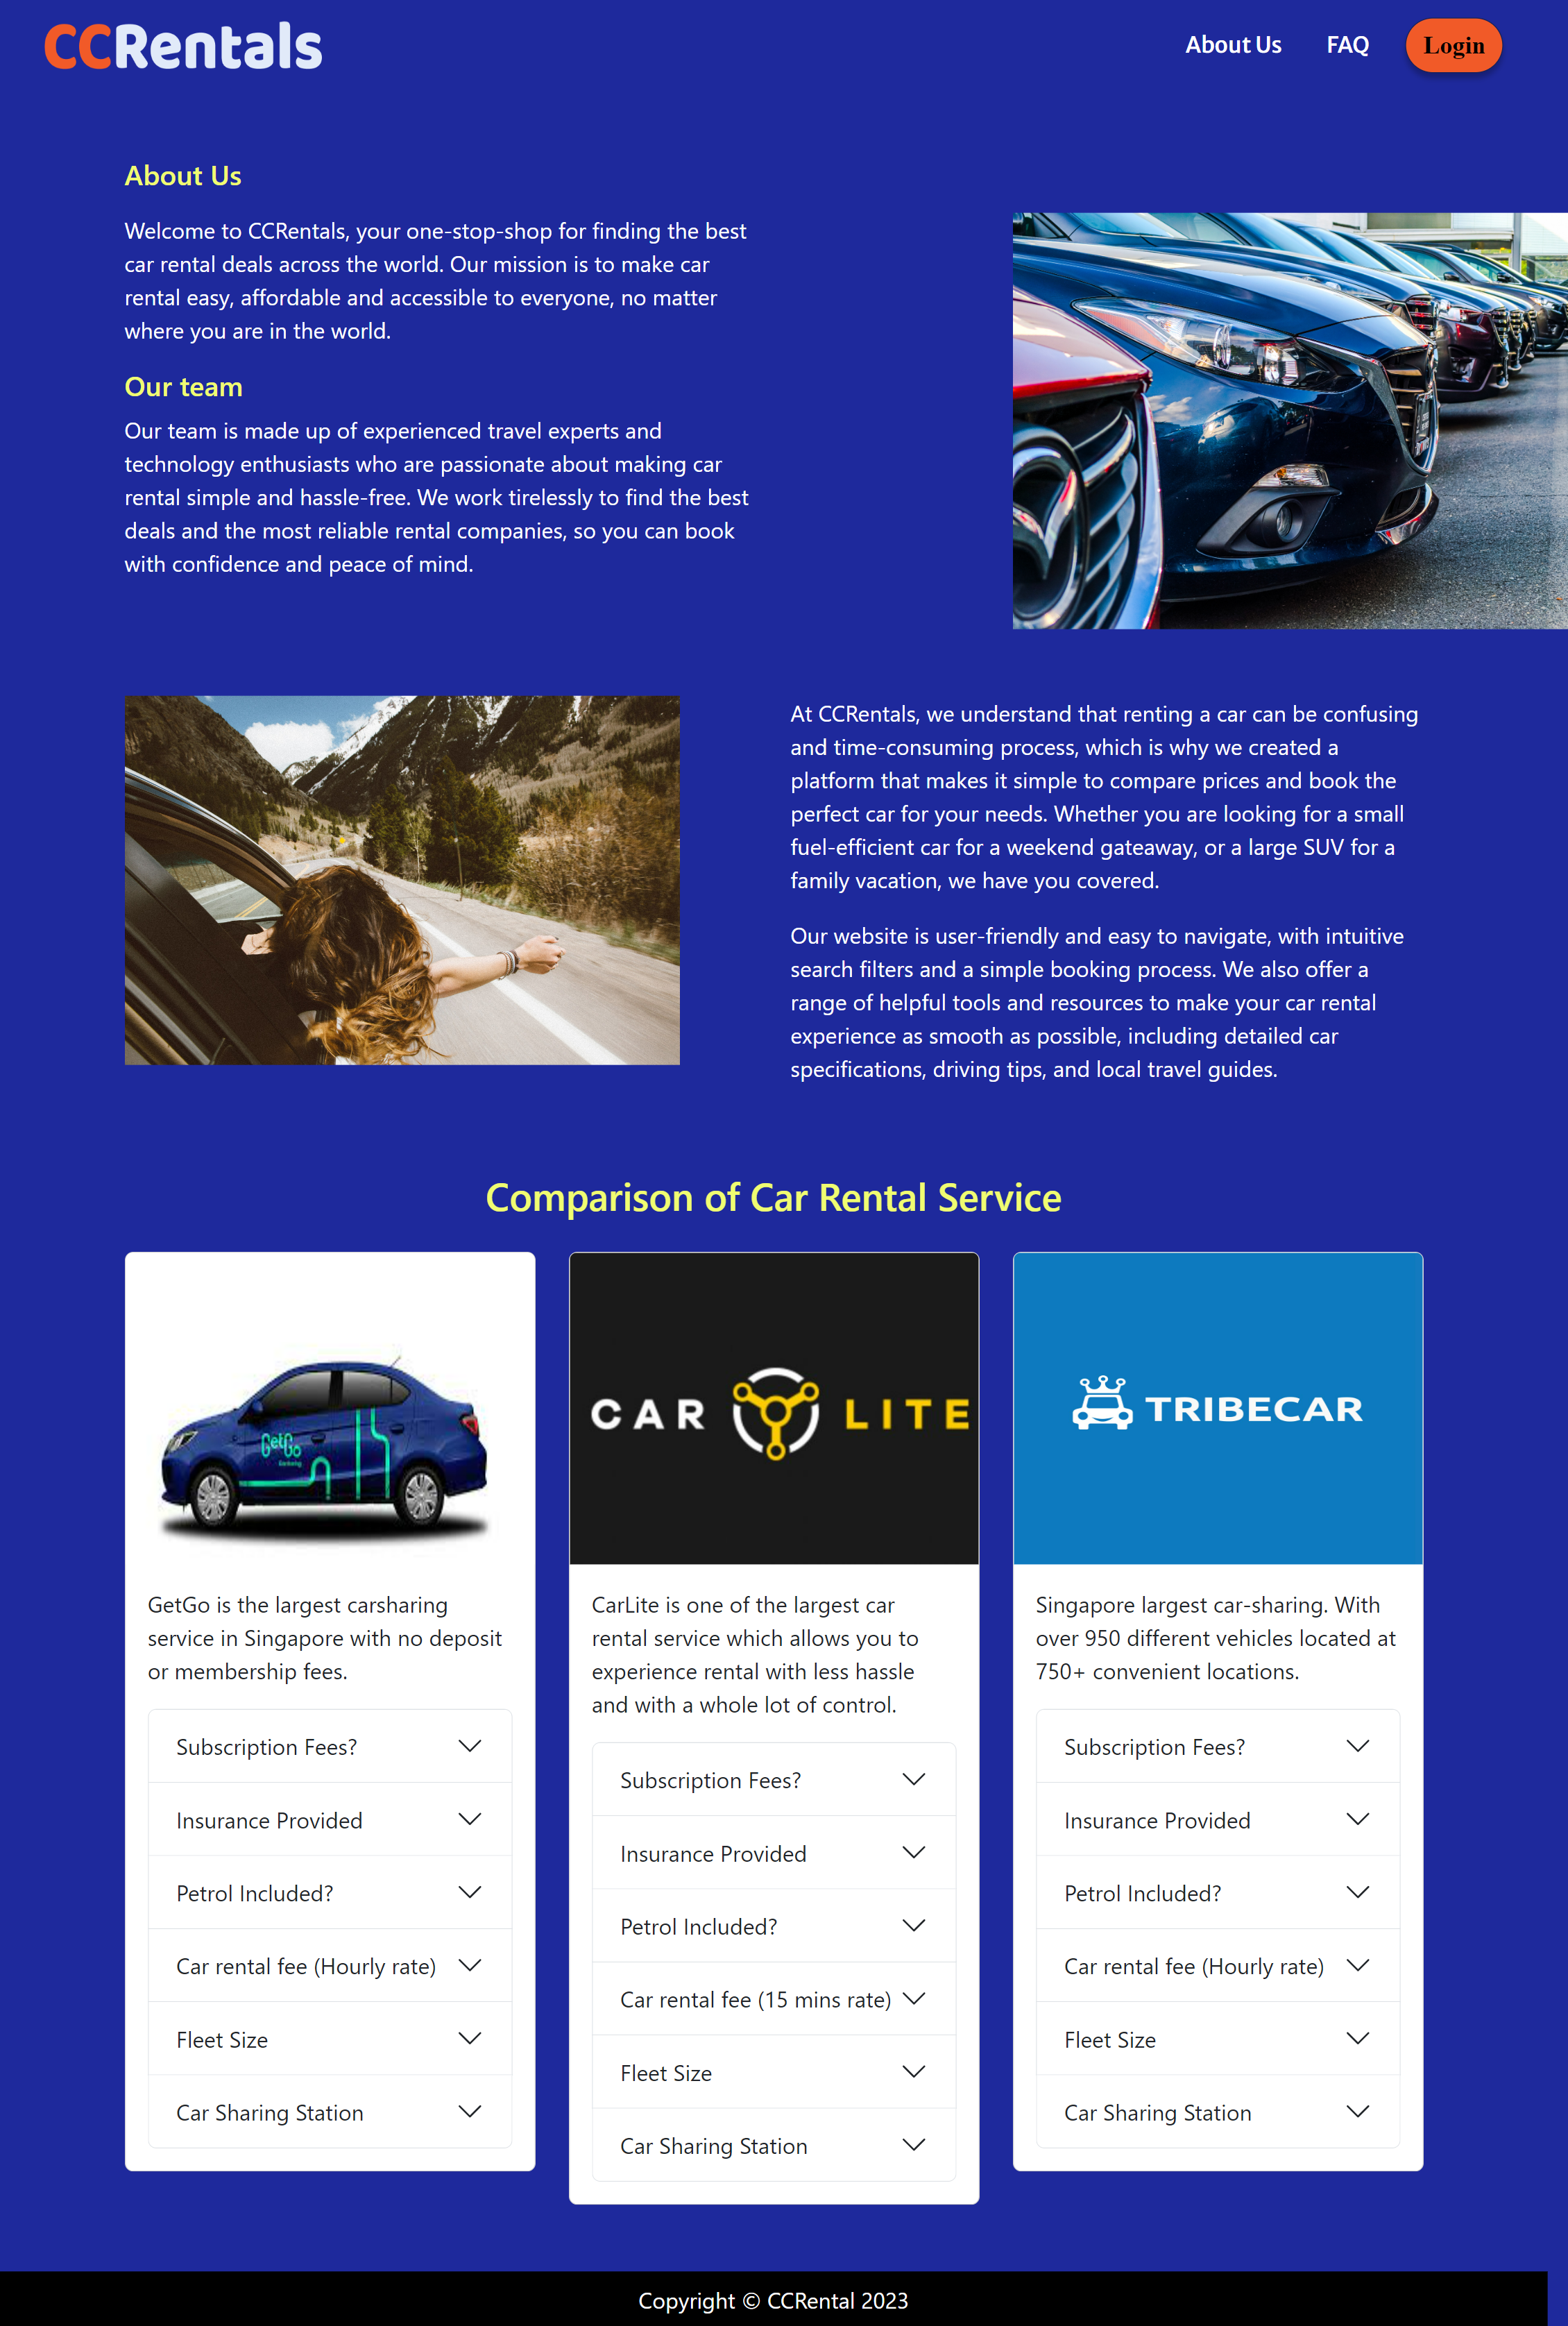 CCRentals
About Us
FAQ
Login
About Us
Welcome to CCRentals, your one-stop-shop for finding the best
car rental deals across the world. Our mission is to make car
rental easy, affordable and accessible to everyone, no matter
where you are in the world.
Our team
Our team is made up of experienced travel experts and
technology enthusiasts who are passionate about making car
rental simple and hassle-free. We work tirelessly to find the best
deals and the most reliable rental companies, so you can book
with confidence and peace of mind.
At CCRentals, we understand that renting a car can be confusing
and time-consuming process, which is why we created a
platform that makes it simple to compare prices and book the
perfect car for your needs. Whether you are looking for a small
fuel-efficient car for a weekend gateaway, or a large SUV for a
family vacation, we have you covered.
Our website is user-friendly and easy to navigate, with intuitive
search filters and a simple booking process. We also offer a
range of helpful tools and resources to make your car rental
experience as smooth as possible, including detailed car
specifications, driving tips, and local travel guides.
Comparison of Car Rental Service
GetGo
GetGo is the largest carsharing
service in Singapore with no deposit
or membership fees.
Subscription Fees?
Insurance Provided
Petrol Included?
Car rental fee (Hourly rate)
Fleet Size
Car Sharing Station
CAR LITE
CarLite is one of the largest car
rental service which allows you to
experience rental with less hassle
and with a whole lot of control.
Subscription Fees?
Insurance Provided
Petrol Included?
Car rental fee (15 mins rate)
Fleet Size
Car Sharing Station
TRIBECAR
Singapore largest car-sharing. With
over 950 different vehicles located at
750+ convenient locations.
Subscription Fees?
Insurance Provided
Petrol Included?
Car rental fee (Hourly rate)
Fleet Size
Car Sharing Station
Copyright © CCRental 2023